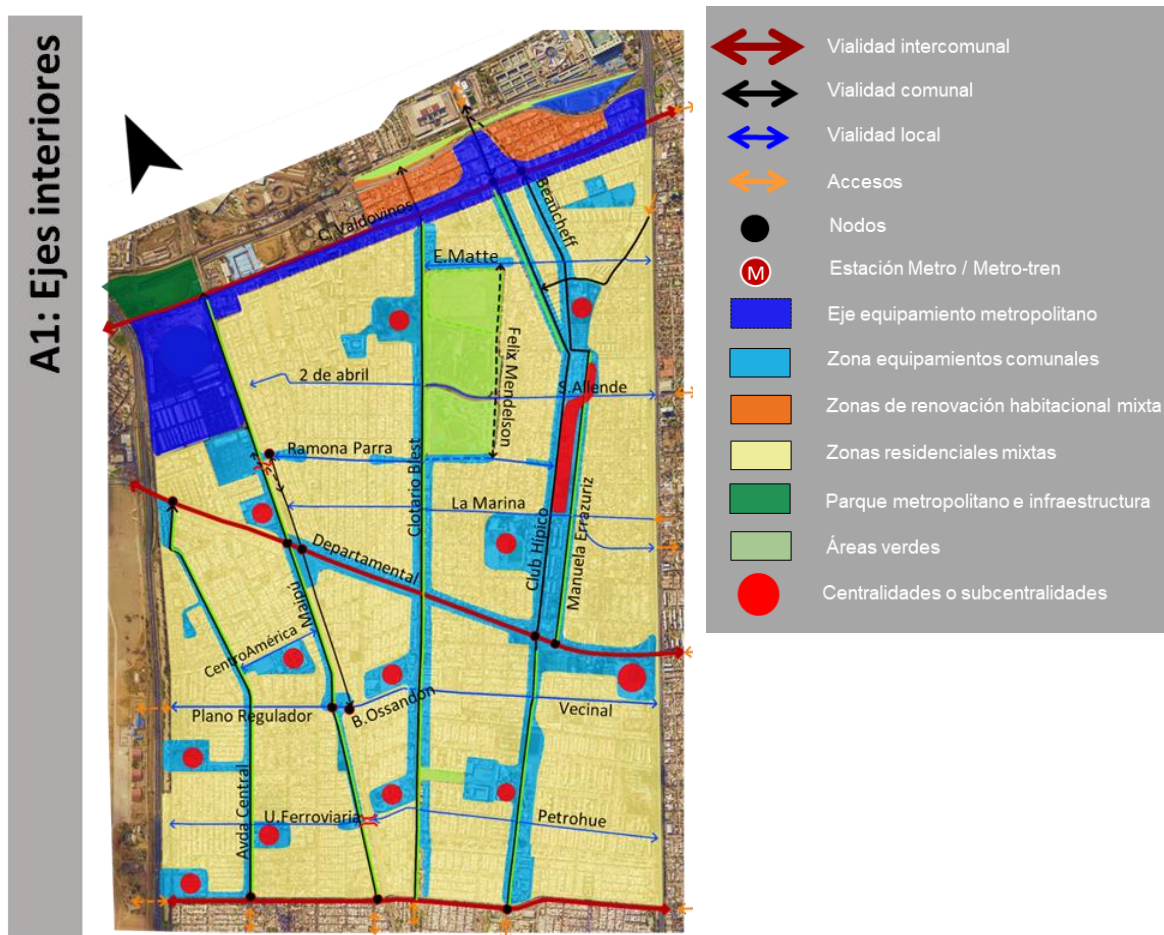 A1: Ejes interiores
C. Valdovinos
Beaucheff
E.Matte
Felix Mendelson
2 de abril
S.Allende
Ramona Parra
Clotario Blest
La Marina
Club Hípico
Manuela Errazuriz
Departamental
Maipú
CentroAmérica
Plano Regulador
B.Ossandon
Vecinal
Avda Central
U.Ferroviaria
Petrohue
Vialidad intercomunal
Vialidad comunal
Vialidad local
Accesos
Nodos
M
Estación Metro / Metro-tren
Eje equipamiento metropolitano
Zona equipamientos comunales
Zonas de renovación habitacional mixta
Zonas residenciales mixtas
Parque metropolitano e infraestructura
Áreas verdes
Centralidades o subcentralidades